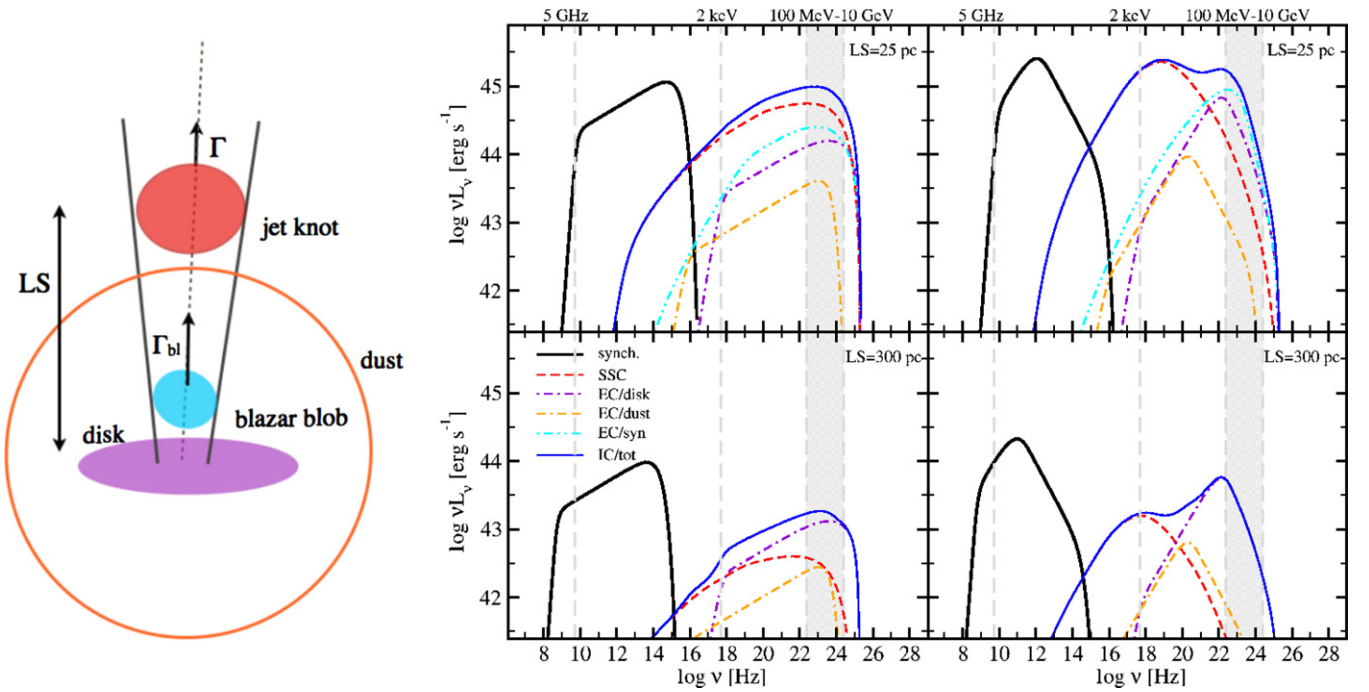 Γ
jet knot
LS
Γbl
dust
disk
blazar blob
5 GHz 2 keV 100 MeV-10 GeV 5 GHz 2 keV 100 MeV-10 GeV
LS=25 pc LS=25 pc
45
44
43
42
log νLν [erg s-1]
LS=300 pc LS=300 pc
synch.
SSC
EC/disk
EC/dust
EC/syn
IC/tot
45
44
43
42
log νLν [erg s-1]
8 10 12 14 16 18 20 22 24 26 28 8 10 12 14 16 18 20 22 24 26 28
log ν [Hz] log ν [Hz]